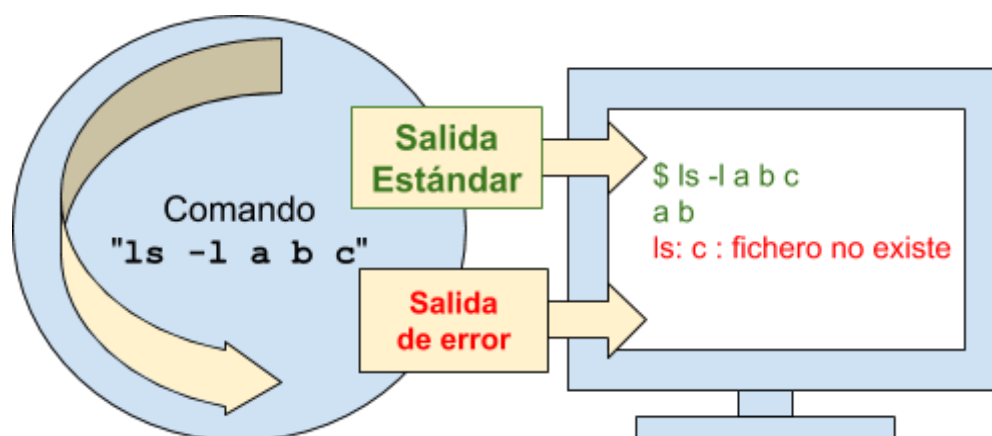 Comando
"ls -l a b c"
Salida
Estándar
Salida
de error
$ ls -l a b c
a b
ls: c : fichero no existe